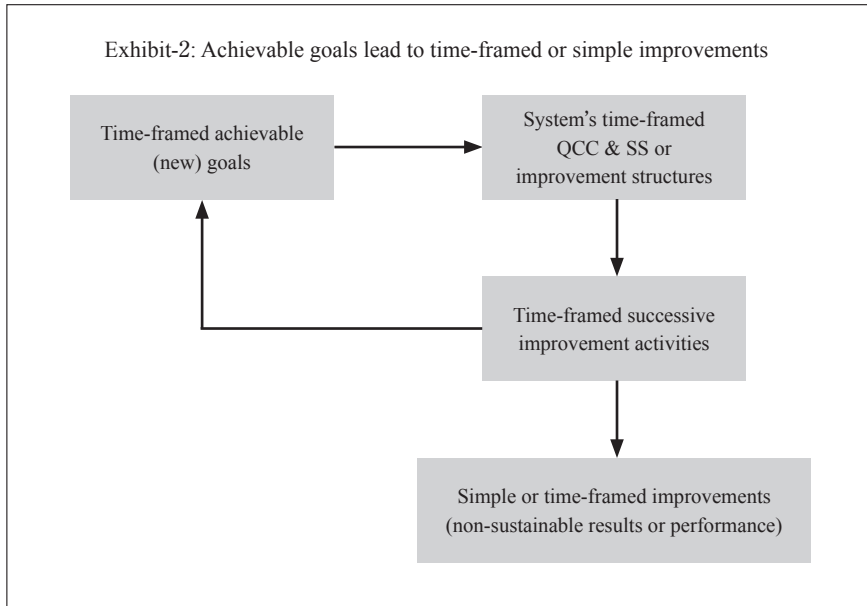 Exhibit-2: Achievable goals lead to time-framed or simple improvements
Time-framed achievable
(new) goals
System’s time-framed
QCC & SS or
improvement structures
Time-framed successive
improvement activities
Simple or time-framed improvements
(non-sustainable results or performance)